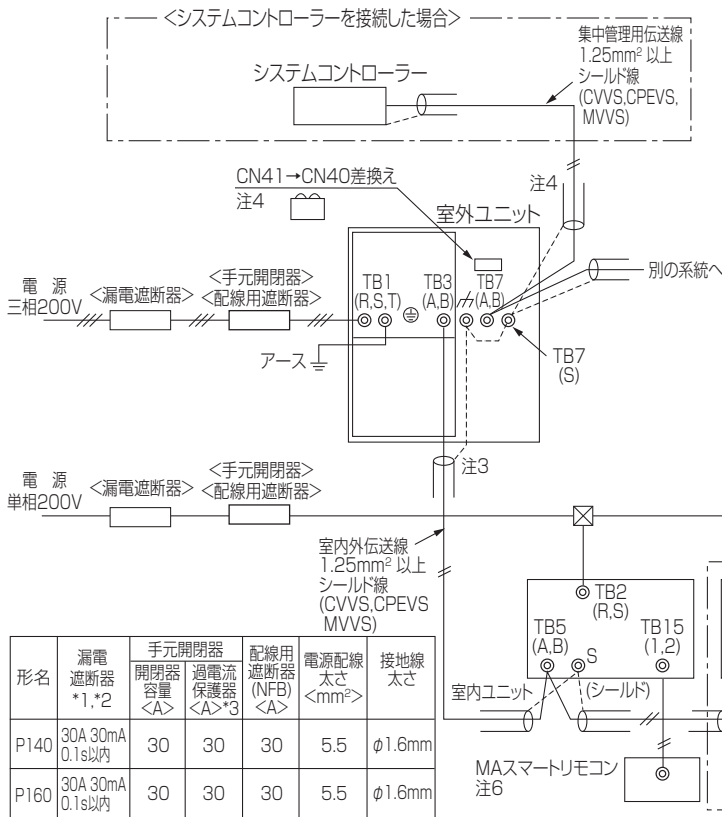 <システムコントローラーを接続した場合>
集中管理用伝送線
1.25mm² 以上
シールド線
(CVVS,CPEVS,
MVVS)
システムコントローラー
CN41→CN40差換え
注4
注4
室外ユニット
電 源
三相200V
<漏電遮断器>
<手元開閉器>
<配線用遮断器>
TB1
(R,S,T)
TB3
(A,B)
TB7
(A,B)
別の系統へ
アース
TB7
(S)
注3
電 源
単相200V
<漏電遮断器>
<手元開閉器>
<配線用遮断器>
室内外伝送線
1.25mm² 以上
シールド線
(CVVS,CPEVS
MVVS)
TB2
(R,S)
TB5
(A,B)
S
TB15
(1,2)
室内ユニット
(シールド)
MAスマートリモコン
注6
形名
漏電
遮断器
*1,*2
手元開閉器
開閉器
容量
<A>
過電流
保護器
<A>*3
配線用
遮断器
(NFB)
<A>
電源配線
太さ
<mm²>
接地線
太さ
P140 30A 30mA 0.1s以内 30 30 30 5.5 φ1.6mm
P160 30A 30mA 0.1s以内 30 30 30 5.5 φ1.6mm